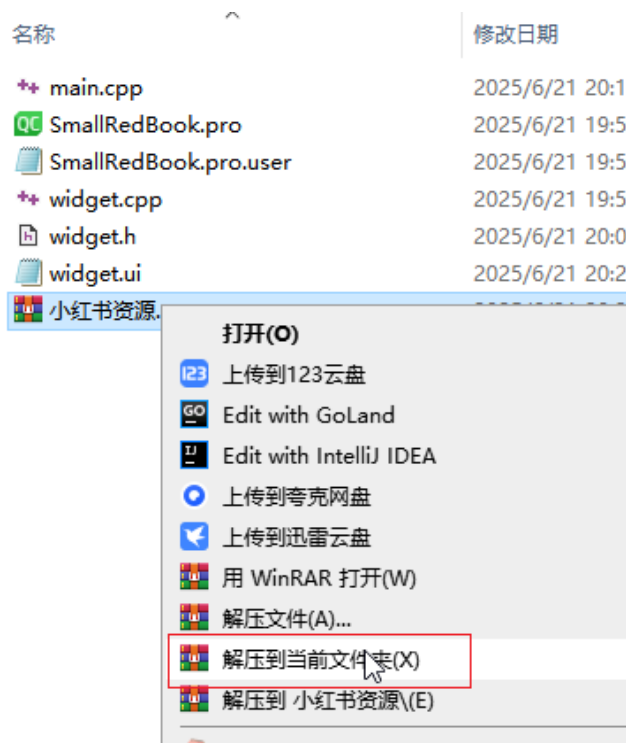 名称 修改日期
main.cpp 2025/6/21 20:1
SmallRedBook.pro 2025/6/21 19:5
SmallRedBook.pro.user 2025/6/21 19:5
widget.cpp 2025/6/21 19:5
widget.h 2025/6/21 20:0
widget.ui 2025/6/21 20:2
小红书资源.
打开(O)
上传到123云盘
Edit with GoLand
Edit with IntelliJ IDEA
上传到夸克网盘
上传到迅雷云盘
用 WinRAR 打开(W)
解压文件(A)...
解压到当前文件夹(X)
解压到 小红书资源\(E)